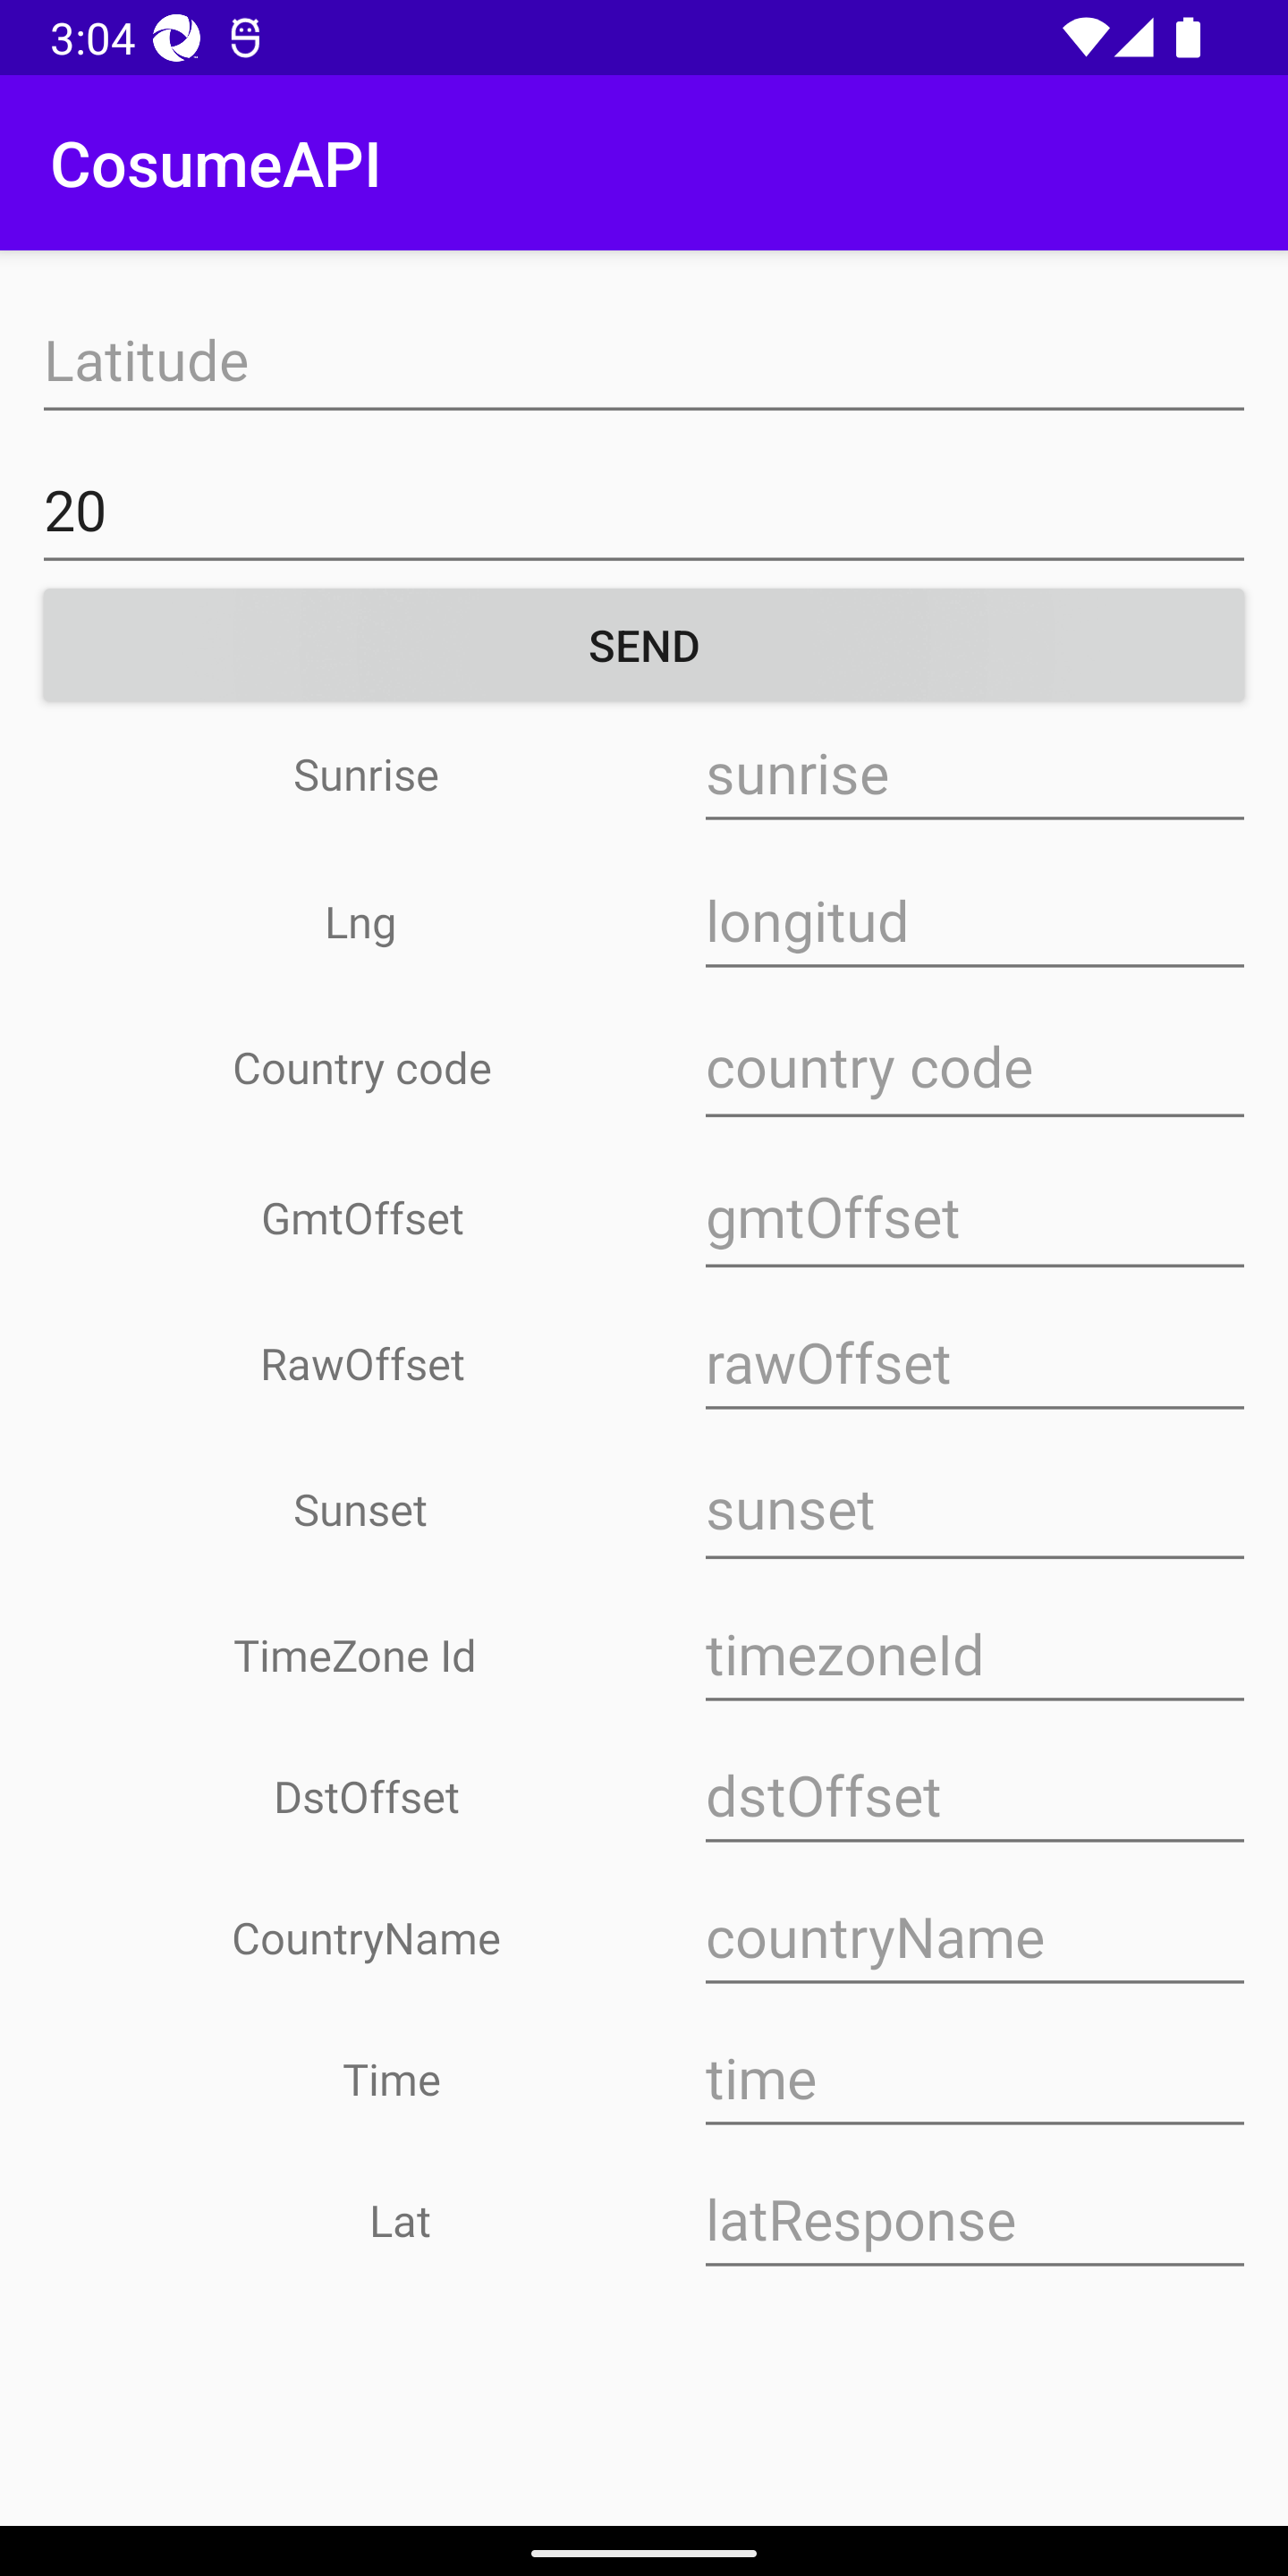 3:04
CosumeAPI
Latitude
20
SEND
Sunrise sunrise
Lng longitud
Country code country code
GmtOffset gmtOffset
RawOffset rawOffset
Sunset sunset
TimeZone Id timezoneId
DstOffset dstOffset
CountryName countryName
Time time
Lat latResponse